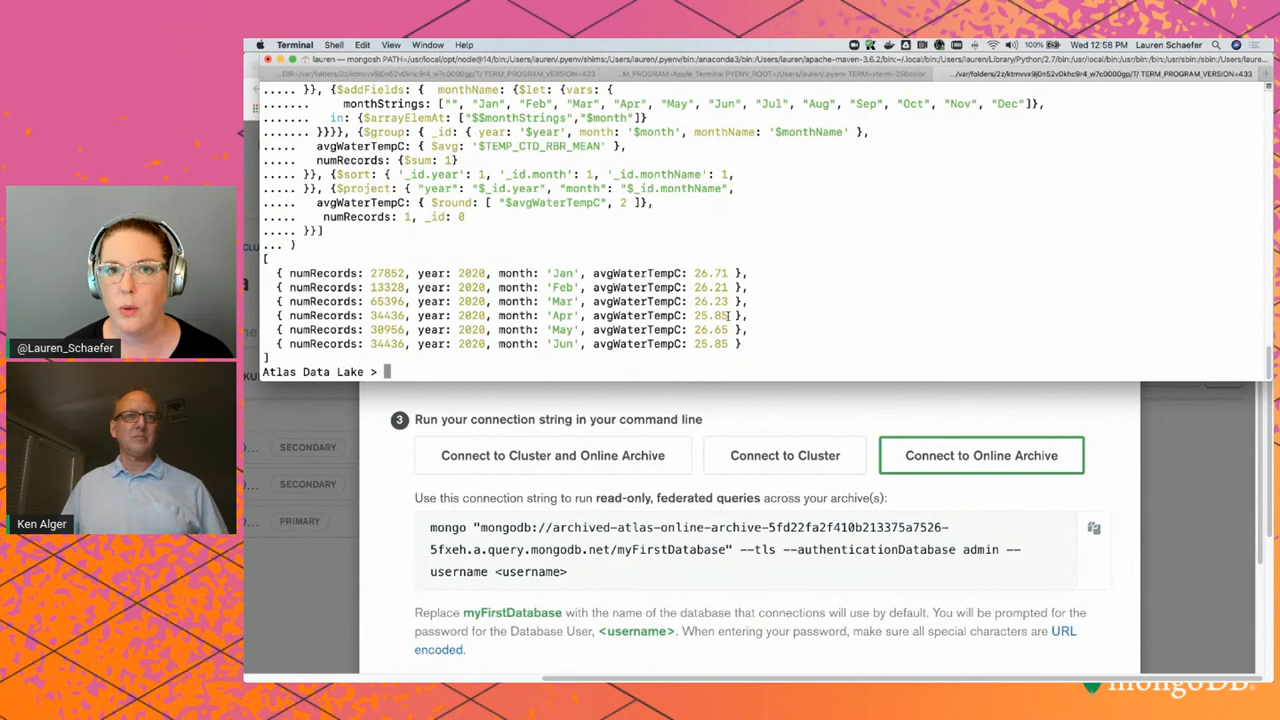 Terminal Shell Edit View Window Help
100% Wed 12:58 PM Lauren Schaefer
..... }}, {$addFields: { monthName: {$let: {vars: {
....... monthStrings: ["", "Jan", "Feb", "Mar", "Apr", "May", "Jun", "Jul", "Aug", "Sep", "Oct", "Nov", "Dec"]},
....... in: {$arrayElemAt: ["$$monthStrings","$month"]}
....... }}}}, {$group: { _id: { year: '$year', month: '$month', monthName: '$monthName' },
..... avgWaterTempC: { $avg: '$TEMP_CTD_RBR_MEAN' },
..... numRecords: {$sum: 1}
..... }}, {$sort: { '_id.year': 1, '_id.month': 1, '_id.monthName': 1,
..... }}, {$project: { "year": "$_id.year", "month": "$_id.monthName",
..... avgWaterTempC: { $round: [ "$avgWaterTempC", 2 ]},
..... numRecords: 1, _id: 0
..... }}]
... )
[
{ numRecords: 27852, year: 2020, month: 'Jan', avgWaterTempC: 26.71 },
{ numRecords: 13328, year: 2020, month: 'Feb', avgWaterTempC: 26.21 },
{ numRecords: 65396, year: 2020, month: 'Mar', avgWaterTempC: 26.23 },
{ numRecords: 34436, year: 2020, month: 'Apr', avgWaterTempC: 25.85 },
{ numRecords: 30956, year: 2020, month: 'May', avgWaterTempC: 26.65 },
{ numRecords: 34436, year: 2020, month: 'Jun', avgWaterTempC: 25.85 }
]
Atlas Data Lake >
@Lauren_Schaefer
Ken Alger
SECONDARY
SECONDARY
PRIMARY
3 Run your connection string in your command line
Connect to Cluster and Online Archive
Connect to Cluster
Connect to Online Archive
Use this connection string to run read-only, federated queries across your archive(s):
mongo "mongodb://archived-atlas-online-archive-5fd22fa2f410b213375a7526-
5fxeh.a.query.mongodb.net/myFirstDatabase" --tls --authenticationDatabase admin --
username <username>
Replace myFirstDatabase with the name of the database that connections will use by default. You will be prompted for the
password for the Database User, <username>. When entering your password, make sure all special characters are URL
encoded.
mongoDB.